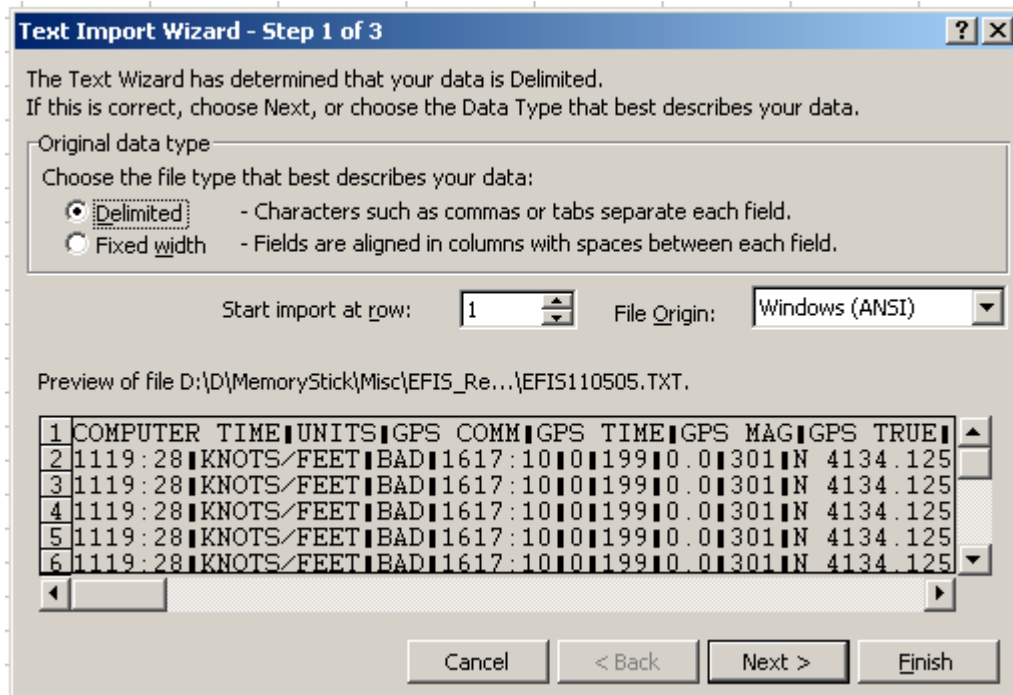 Text Import Wizard - Step 1 of 3
The Text Wizard has determined that your data is Delimited.
If this is correct, choose Next, or choose the Data Type that best describes your data.
Original data type
Choose the file type that best describes your data:
Delimited - Characters such as commas or tabs separate each field.
Fixed width - Fields are aligned in columns with spaces between each field.
Start import at row: 1 File Origin: Windows (ANSI)
Preview of file D:\D\MemoryStick\Misc\EFIS_Re...\EFIS110505.TXT.
1 COMPUTER TIME▮UNITS▮GPS COMM▮GPS TIME▮GPS MAG▮GPS TRUE▮
2 1119:28▮KNOTS/FEET▮BAD▮1617:10▮0▮199▮0.0▮301▮N 4134.125
3 1119:28▮KNOTS/FEET▮BAD▮1617:10▮0▮199▮0.0▮301▮N 4134.125
4 1119:28▮KNOTS/FEET▮BAD▮1617:10▮0▮199▮0.0▮301▮N 4134.125
5 1119:28▮KNOTS/FEET▮BAD▮1617:10▮0▮199▮0.0▮301▮N 4134.125
6 1119:28▮KNOTS/FEET▮BAD▮1617:10▮0▮199▮0.0▮301▮N 4134.125
Cancel < Back Next > Finish